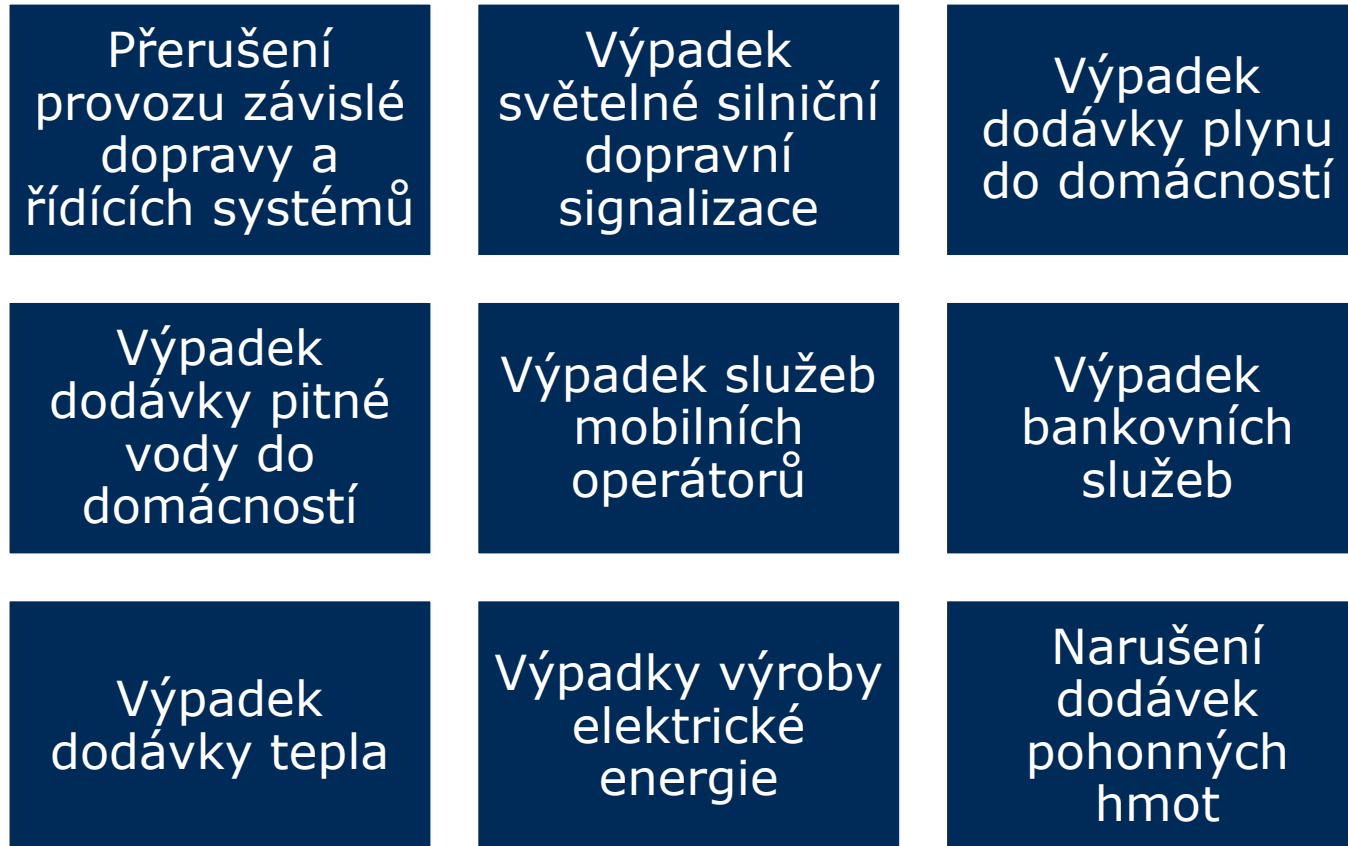 Přerušení
provozu závislé
dopravy a
řídících systémů
Výpadek
světelné silniční
dopravní
signalizace
Výpadek
dodávky plynu
do domácností
Výpadek
dodávky pitné
vody do
domácností
Výpadek služeb
mobilních
operátorů
Výpadek
bankovních
služeb
Výpadek
dodávky tepla
Výpadky výroby
elektrické
energie
Narušení
dodávek
pohonných
hmot